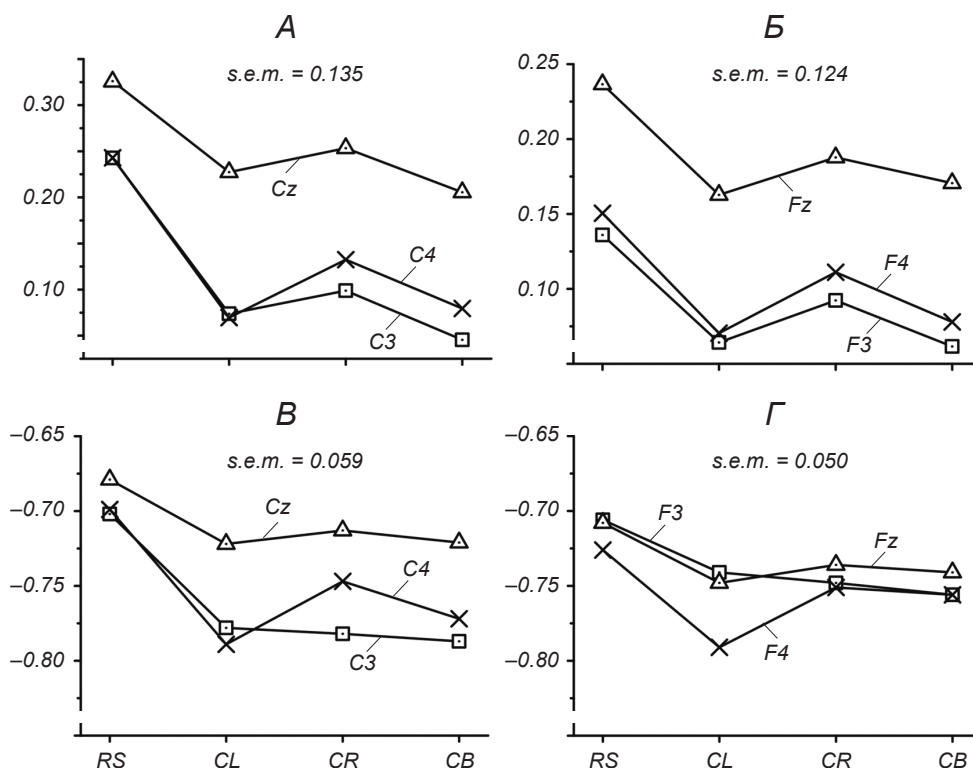 А
s.e.m. = 0.135
0.30
0.20
0.10
Cz
C4
C3
Б
s.e.m. = 0.124
0.25
0.20
0.15
0.10
Fz
F4
F3
В
s.e.m. = 0.059
–0.65
–0.70
–0.75
–0.80
Cz
C4
C3
RS CL CR CB
Г
s.e.m. = 0.050
–0.65
–0.70
–0.75
–0.80
F3
Fz
F4
RS CL CR CB